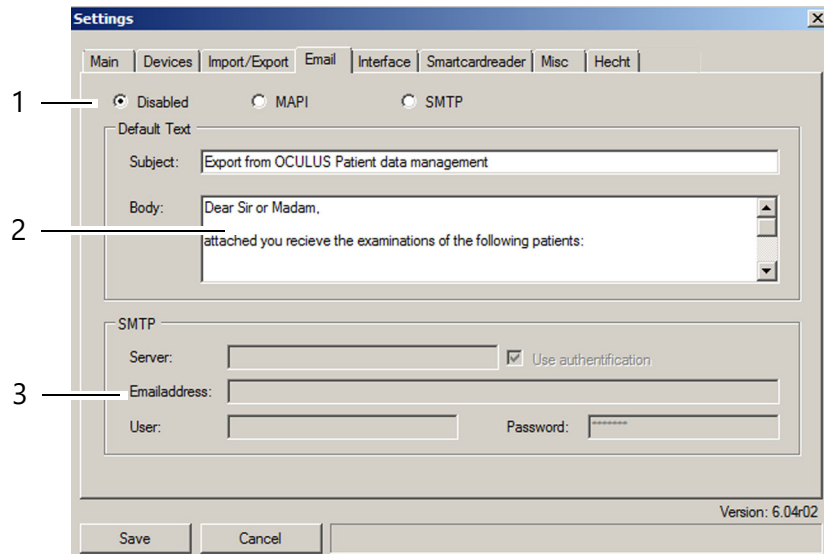 Settings
Main Devices Import/Export Email Interface Smartcardreader Misc Hecht
1 Disabled MAPI SMTP
Default Text
Subject: Export from OCULUS Patient data management
Body: Dear Sir or Madam,
2
attached you recieve the examinations of the following patients:
SMTP
Server: Use authentification
3 Emailaddress:
User: Password: *******
Version: 6.04r02
Save Cancel